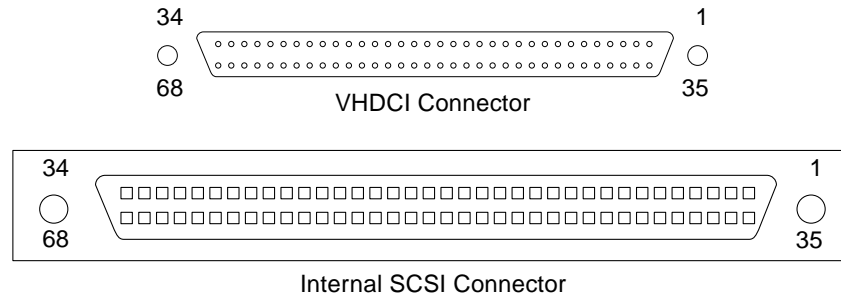 34 1
68 35
VHDCI Connector
34 1
68 35
Internal SCSI Connector